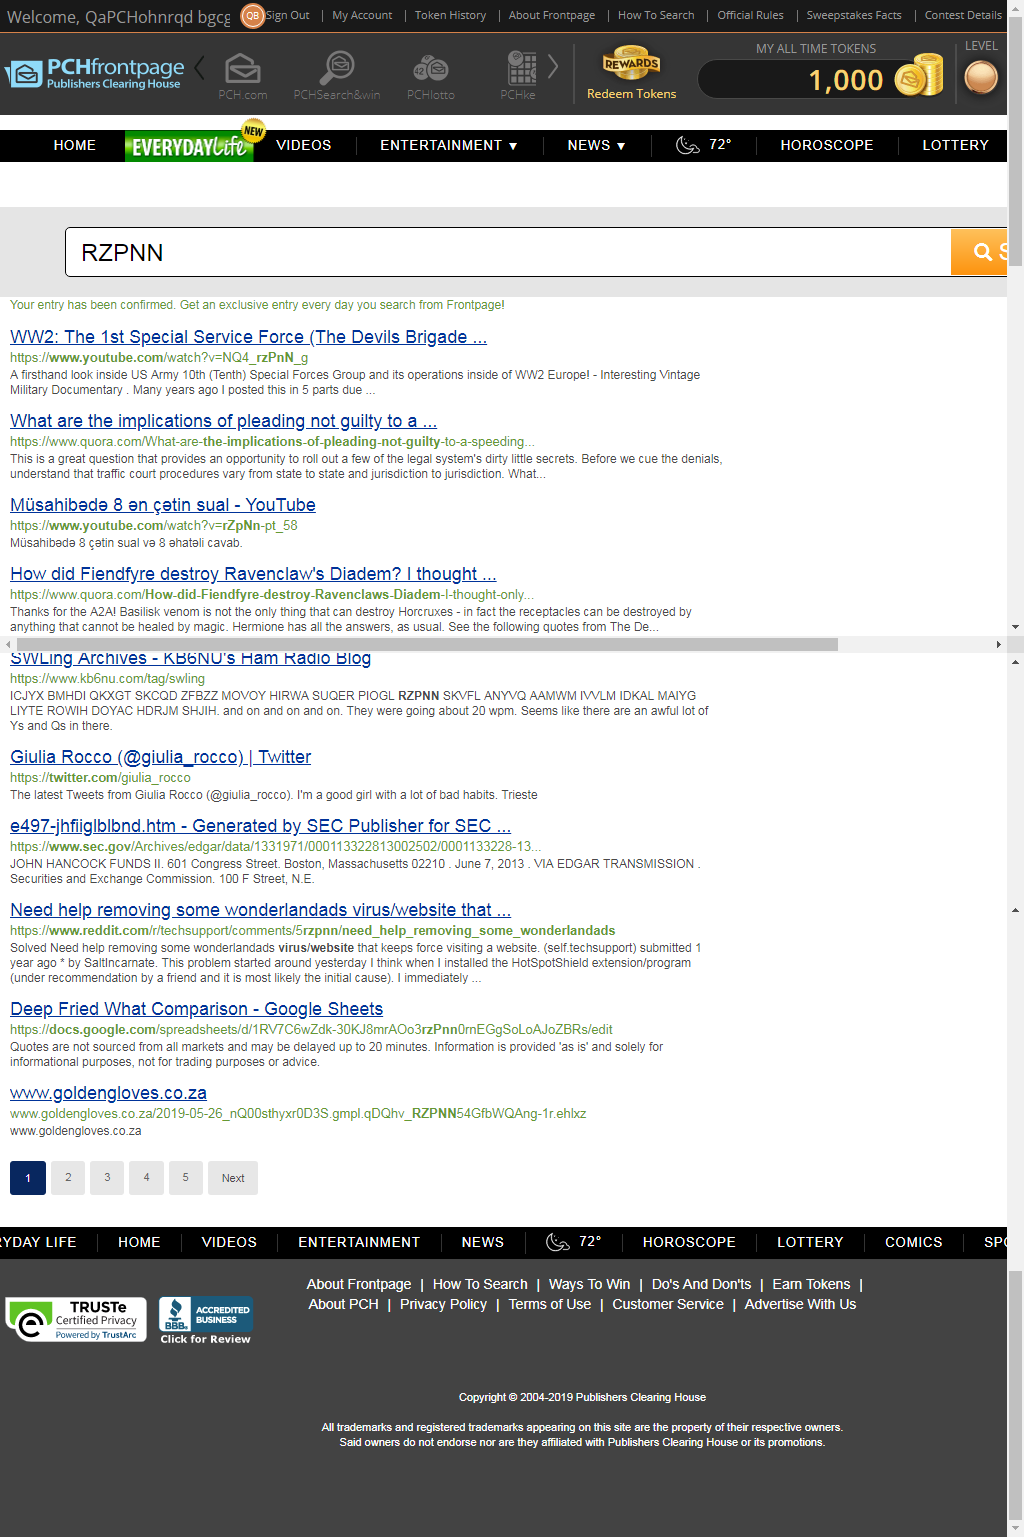 Welcome, QaPCHohnrqd bgcg QB Sign Out | My Account | Token History | About Frontpage | How To Search | Official Rules | Sweepstakes Facts | Contest Details
PCHfrontpage
Publishers Clearing House
PCH.com PCHSearch&win PCHlotto PCHke
42
REWARDS
Redeem Tokens
MY ALL TIME TOKENS
1,000
LEVEL
NEW
HOME EVERYDAY Life VIDEOS ENTERTAINMENT ▼ NEWS ▼ 72° HOROSCOPE LOTTERY
RZPNN S
Your entry has been confirmed. Get an exclusive entry every day you search from Frontpage!
WW2: The 1st Special Service Force (The Devils Brigade ...
https://www.youtube.com/watch?v=NQ4_rzPnN_g
A firsthand look inside US Army 10th (Tenth) Special Forces Group and its operations inside of WW2 Europe! - Interesting Vintage
Military Documentary . Many years ago I posted this in 5 parts due ...
What are the implications of pleading not guilty to a ...
https://www.quora.com/What-are-the-implications-of-pleading-not-guilty-to-a-speeding...
This is a great question that provides an opportunity to roll out a few of the legal system's dirty little secrets. Before we cue the denials,
understand that traffic court procedures vary from state to state and jurisdiction to jurisdiction. What...
Müsahibədə 8 ən çətin sual - YouTube
https://www.youtube.com/watch?v=rZpNn-pt_58
Müsahibədə 8 çətin sual və 8 əhatəli cavab.
How did Fiendfyre destroy Ravenclaw's Diadem? I thought ...
https://www.quora.com/How-did-Fiendfyre-destroy-Ravenclaws-Diadem-I-thought-only...
Thanks for the A2A! Basilisk venom is not the only thing that can destroy Horcruxes - in fact the receptacles can be destroyed by
anything that cannot be healed by magic. Hermione has all the answers, as usual. See the following quotes from The De...
SWLing Archives - KB6NU's Ham Radio Blog
https://www.kb6nu.com/tag/swling
ICJYX BMHDI QKXGT SKCQD ZFBZZ MOVOY HIRWA SUQER PIOGL RZPNN SKVFL ANYVQ AAMWM IVVLM IDKAL MAIYG
LIYTE ROWIH DOYAC HDRJM SHJIH. and on and on and on. They were going about 20 wpm. Seems like there are an awful lot of
Ys and Qs in there.
Giulia Rocco (@giulia_rocco) | Twitter
https://twitter.com/giulia_rocco
The latest Tweets from Giulia Rocco (@giulia_rocco). I'm a good girl with a lot of bad habits. Trieste
e497-jhfiiglblbnd.htm - Generated by SEC Publisher for SEC ...
https://www.sec.gov/Archives/edgar/data/1331971/000113322813002502/0001133228-13...
JOHN HANCOCK FUNDS II. 601 Congress Street. Boston, Massachusetts 02210 . June 7, 2013 . VIA EDGAR TRANSMISSION .
Securities and Exchange Commission. 100 F Street, N.E.
Need help removing some wonderlandads virus/website that ...
https://www.reddit.com/r/techsupport/comments/5rzpnn/need_help_removing_some_wonderlandads
Solved Need help removing some wonderlandads virus/website that keeps force visiting a website. (self.techsupport) submitted 1
year ago * by SaltIncarnate. This problem started around yesterday I think when I installed the HotSpotShield extension/program
(under recommendation by a friend and it is most likely the initial cause). I immediately ...
Deep Fried What Comparison - Google Sheets
https://docs.google.com/spreadsheets/d/1RV7C6wZdk-30KJ8mrAOo3rzPnn0rnEGgSoLoAJoZBRs/edit
Quotes are not sourced from all markets and may be delayed up to 20 minutes. Information is provided 'as is' and solely for
informational purposes, not for trading purposes or advice.
www.goldengloves.co.za
www.goldengloves.co.za/2019-05-26_nQ00sthyxr0D3S.gmpl.qDQhv_RZPNN54GfbWQAng-1r.ehlxz
www.goldengloves.co.za
1 2 3 4 5 Next
RYDAY LIFE HOME VIDEOS ENTERTAINMENT NEWS 72° HOROSCOPE LOTTERY COMICS SPO
About Frontpage | How To Search | Ways To Win | Do's And Don'ts | Earn Tokens |
About PCH | Privacy Policy | Terms of Use | Customer Service | Advertise With Us
TRUSTe
Certified Privacy
Powered by TrustArc
BBB.
ACCREDITED
BUSINESS
Click for Review
Copyright © 2004-2019 Publishers Clearing House
All trademarks and registered trademarks appearing on this site are the property of their respective owners.
Said owners do not endorse nor are they affiliated with Publishers Clearing House or its promotions.